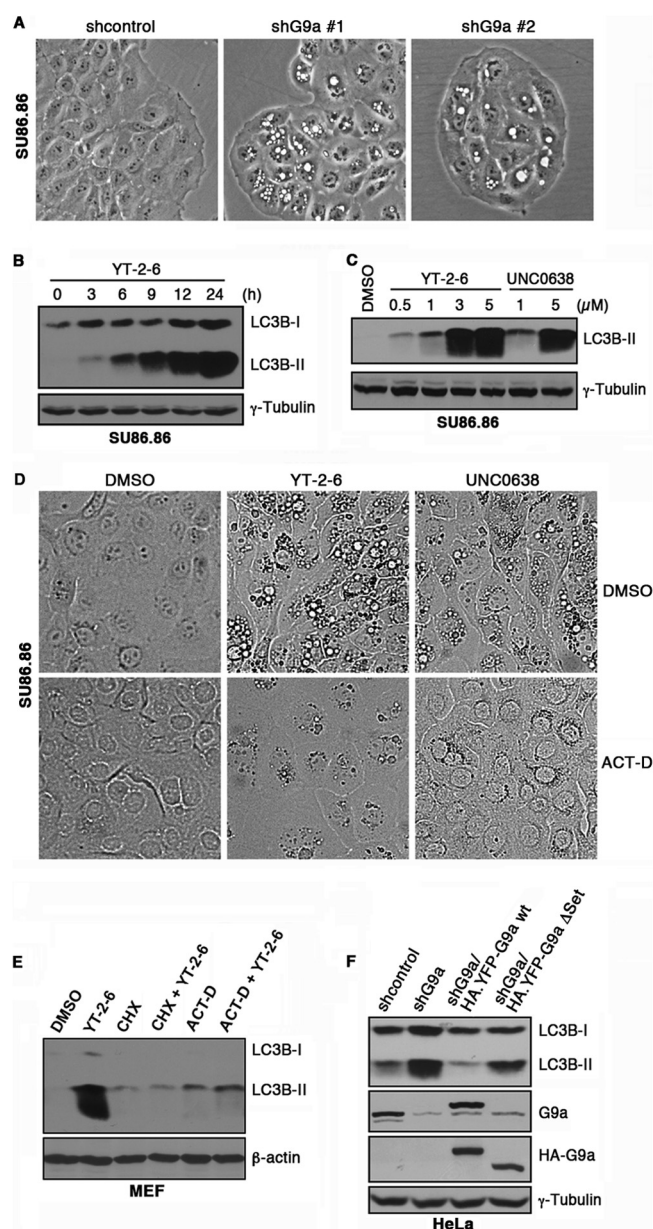 A
shcontrol shG9a #1 shG9a #2
SU86.86
B
YT-2-6
0 3 6 9 12 24 (h)
LC3B-I
LC3B-II
γ-Tubulin
SU86.86
C
DMSO YT-2-6 UNC0638
0.5 1 3 5 1 5 (µM)
LC3B-II
γ-Tubulin
SU86.86
D
DMSO YT-2-6 UNC0638
SU86.86
DMSO
ACT-D
E
DMSO
YT-2-6
CHX
CHX + YT-2-6
ACT-D
ACT-D + YT-2-6
LC3B-I
LC3B-II
β-actin
MEF
F
shcontrol
shG9a
shG9a/
HA.YFP-G9a wt
shG9a/
HA.YFP-G9a ΔSet
LC3B-I
LC3B-II
G9a
HA-G9a
γ-Tubulin
HeLa